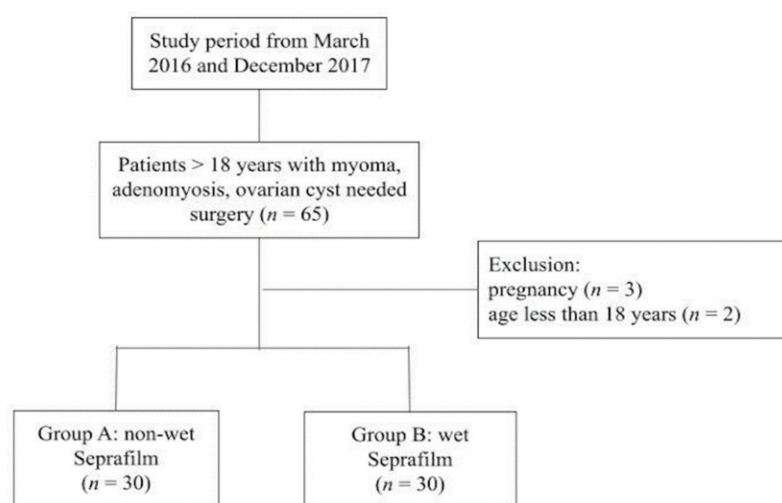 Study period from March
2016 and December 2017
Patients > 18 years with myoma,
adenomyosis, ovarian cyst needed
surgery (n = 65)
Exclusion:
pregnancy (n = 3)
age less than 18 years (n = 2)
Group A: non-wet
Seprafilm
(n = 30)
Group B: wet
Seprafilm
(n = 30)